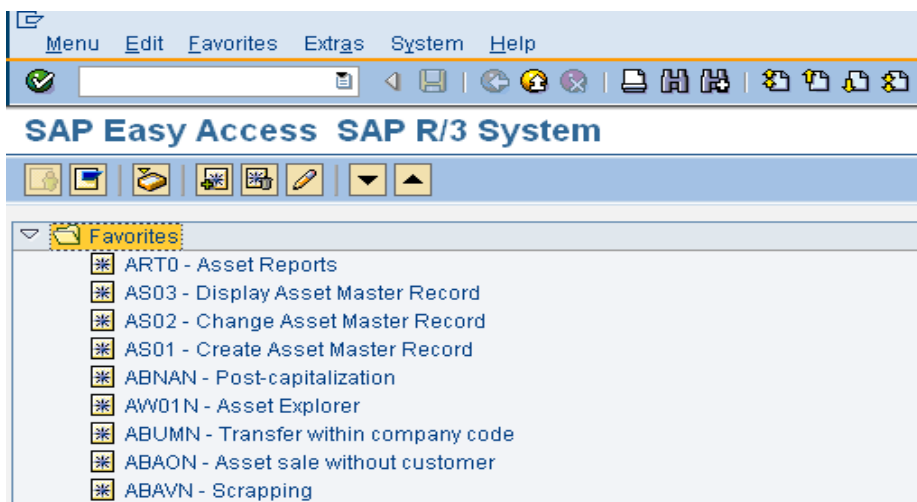 Menu Edit Favorites Extras System Help
SAP Easy Access SAP R/3 System
Favorites
ART0 - Asset Reports
AS03 - Display Asset Master Record
AS02 - Change Asset Master Record
AS01 - Create Asset Master Record
ABNAN - Post-capitalization
AW01N - Asset Explorer
ABUMN - Transfer within company code
ABAON - Asset sale without customer
ABAVN - Scrapping